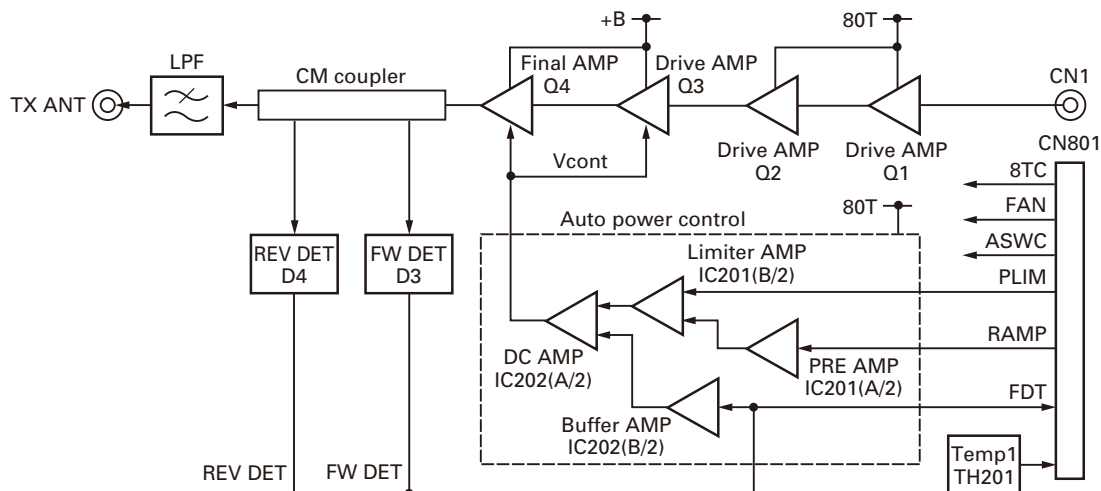 +B
80T
LPF
CM coupler
Final AMP
Q4
Drive AMP
Q3
CN1
TX ANT
Drive AMP
Q2
Drive AMP
Q1
CN801
Vcont
8TC
FAN
ASWC
PLIM
RAMP
FDT
80T
Auto power control
REV DET
D4
FW DET
D3
Limiter AMP
IC201(B/2)
DC AMP
IC202(A/2)
PRE AMP
IC201(A/2)
Buffer AMP
IC202(B/2)
REV DET
FW DET
Temp1
TH201